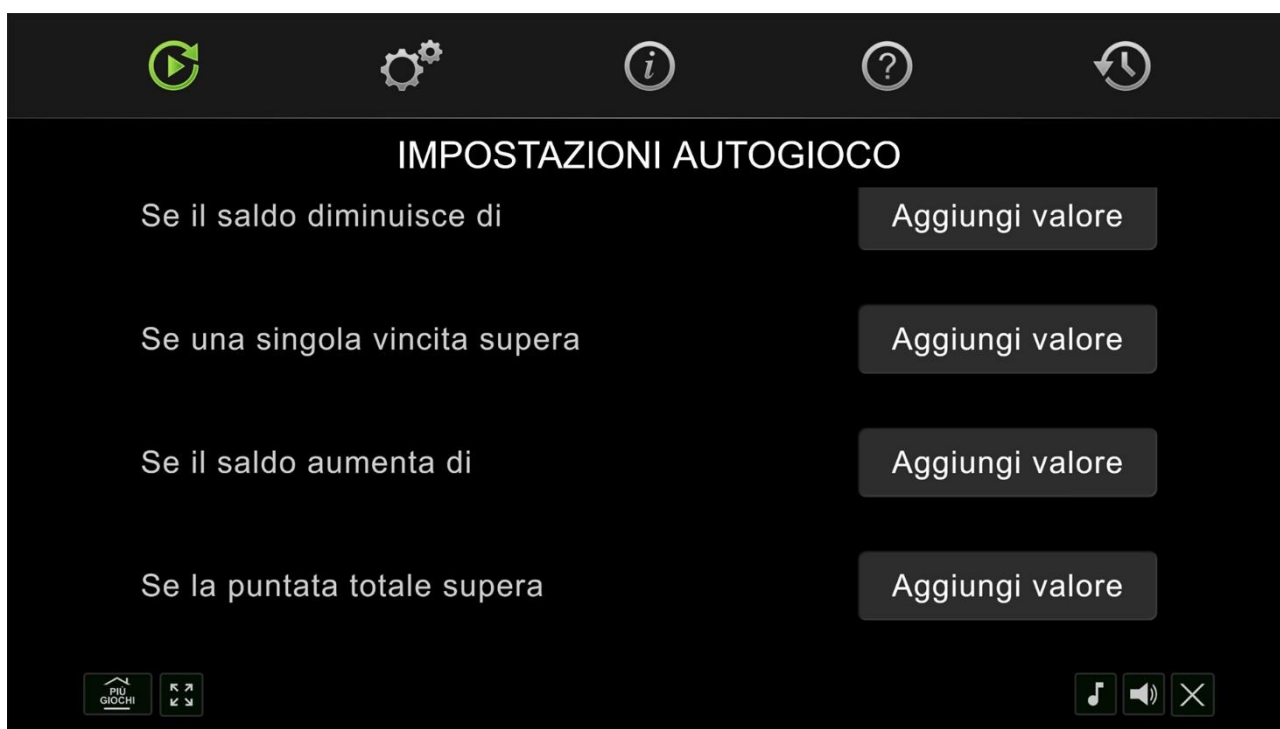 IMPOSTAZIONI AUTOGIOCO
Se il saldo diminuisce di Aggiungi valore
Se una singola vincita supera Aggiungi valore
Se il saldo aumenta di Aggiungi valore
Se la puntata totale supera Aggiungi valore
PIÙ
GIOCHI